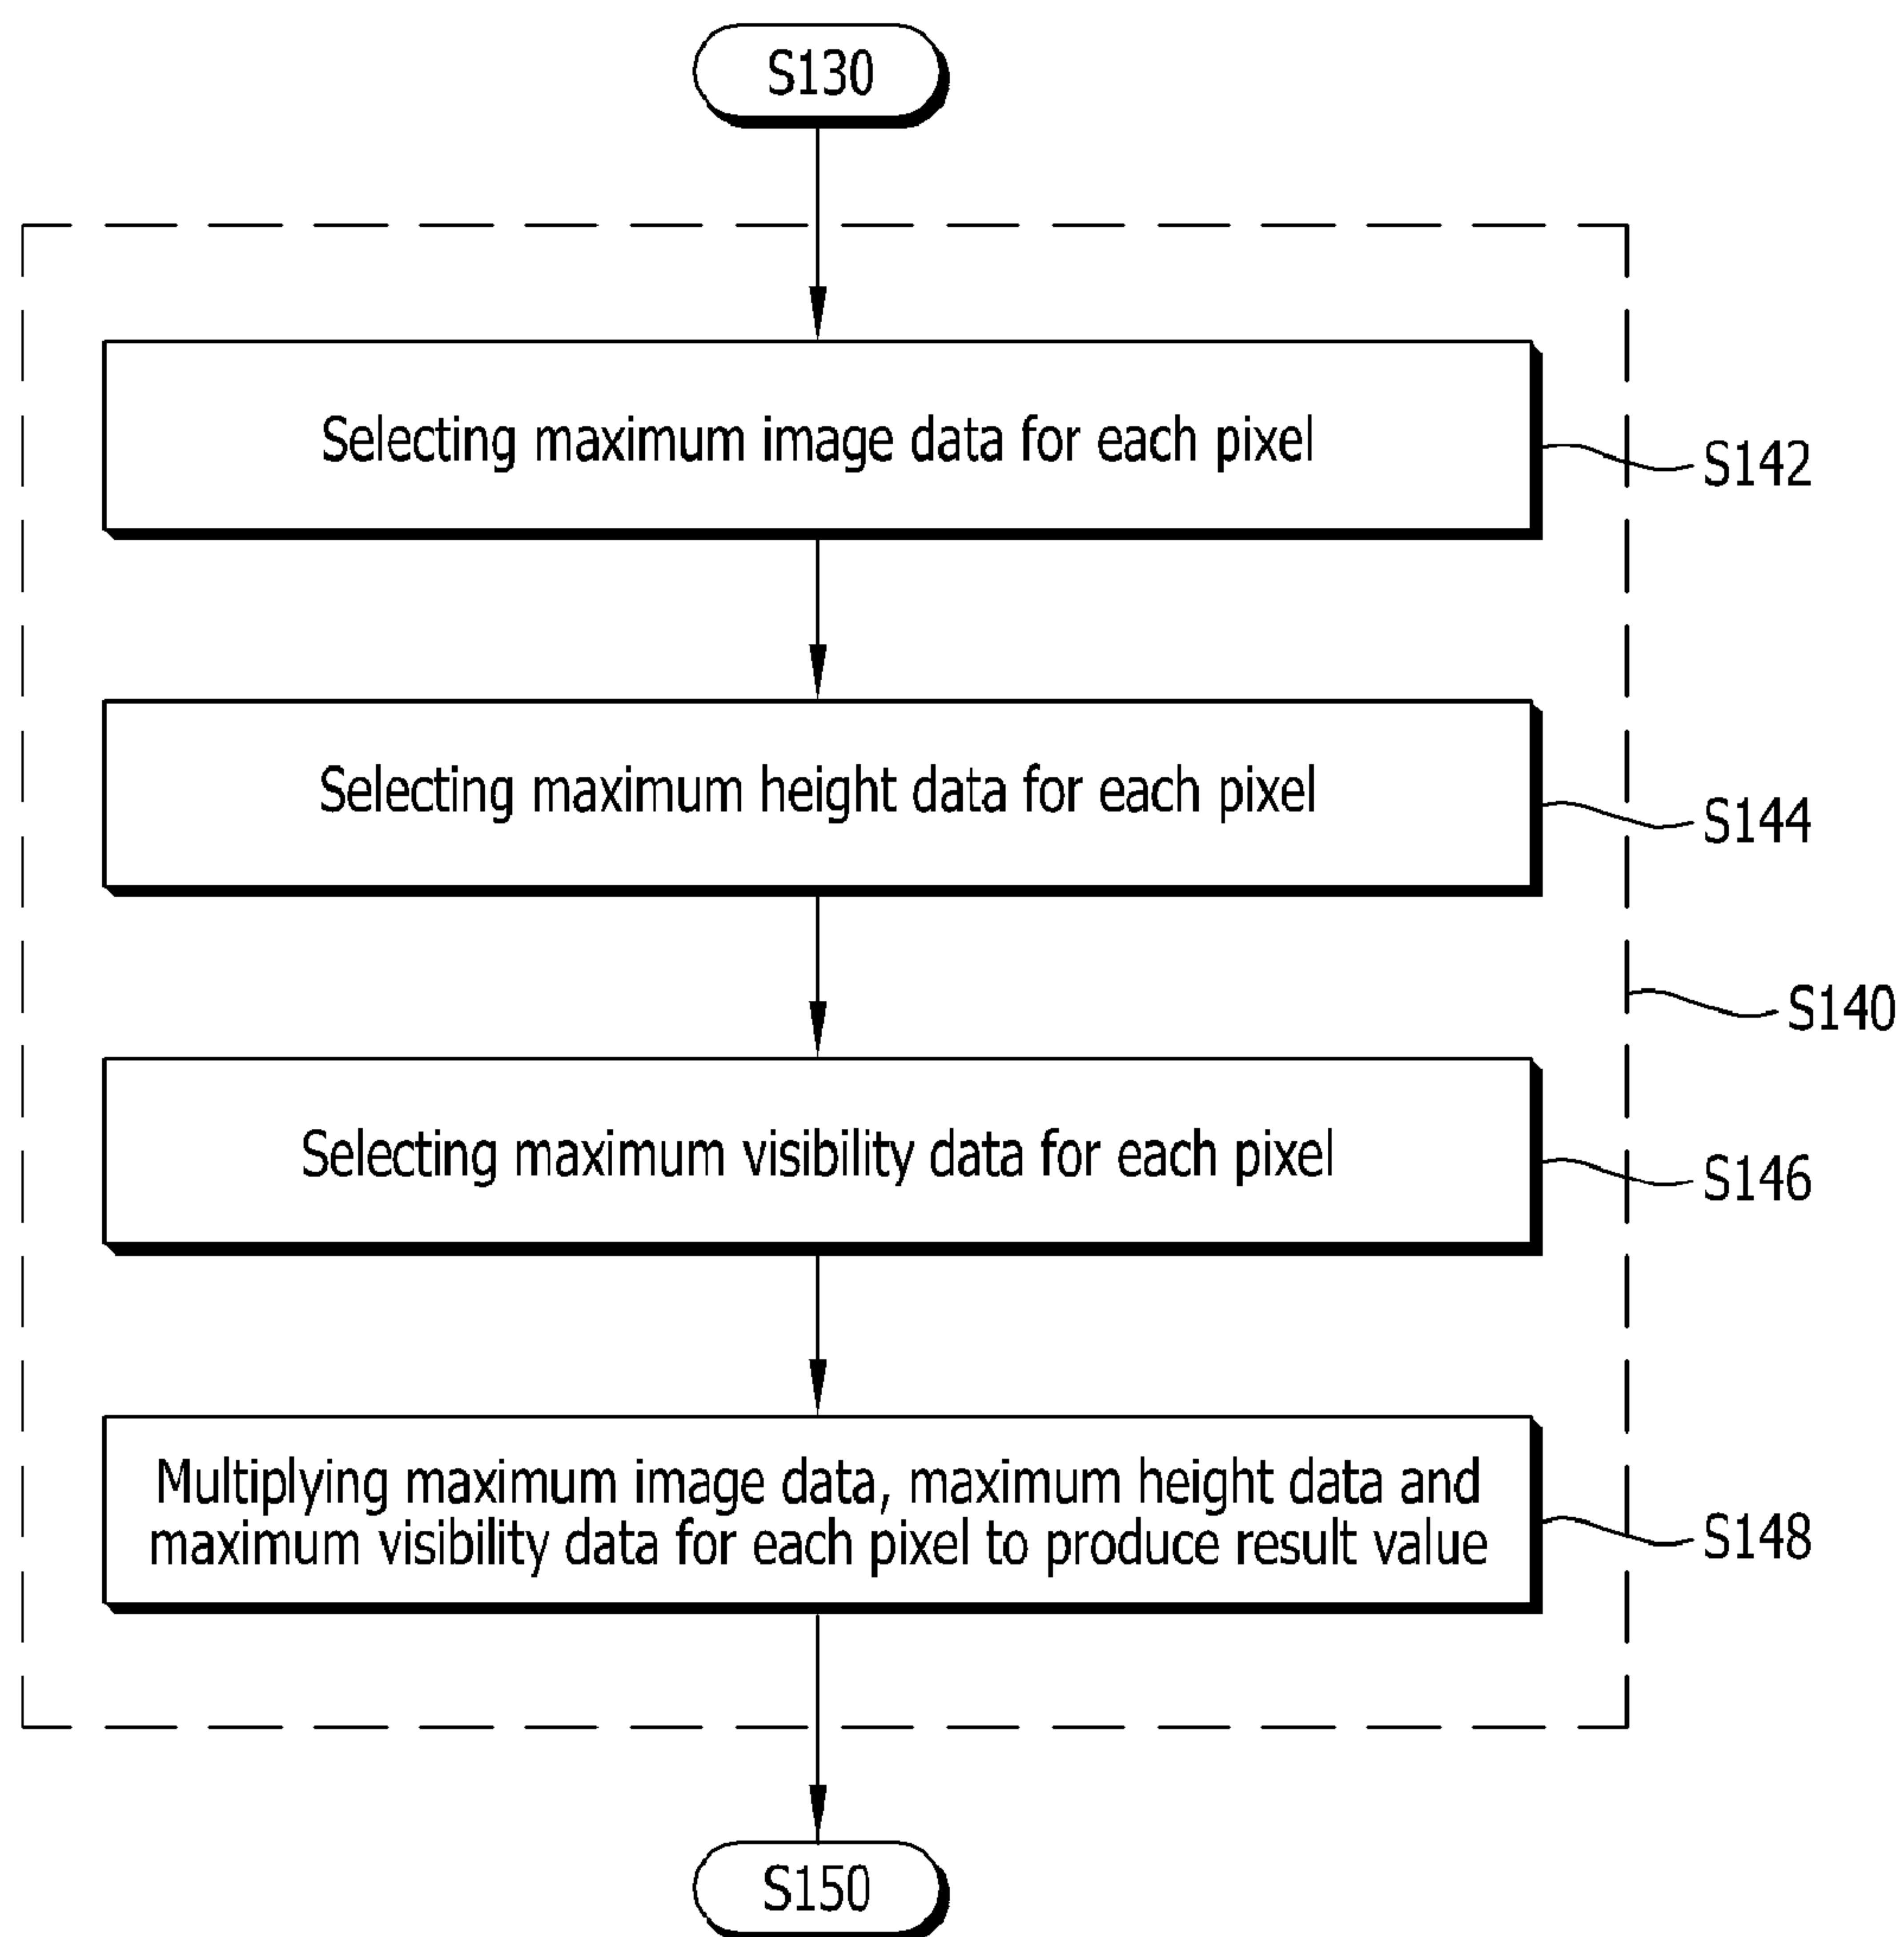 S130
Selecting maximum image data for each pixel
S142
Selecting maximum height data for each pixel
S144
S140
Selecting maximum visibility data for each pixel
S146
Multiplying maximum image data, maximum height data and
maximum visibility data for each pixel to produce result value
S148
S150